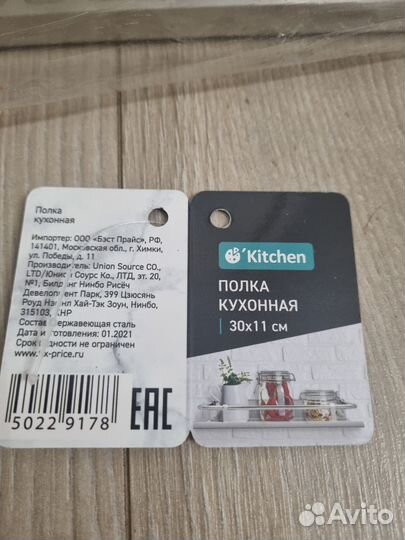 Полка
кухонная
Импортер: ООО «Бэст Прайс», РФ,
141401, Московская обл., г. Химки,
ул. Победы, д. 11
Производитель: Union Source CO.,
LTD/Юнион Соурс Ко., ЛТД, эт. 20,
№1, Билдинг Нинбо Рисёч
Девелопмент Парк, 399 Цзюсянь
Роуд Нэшнл Хай-Тэк Зоун, Нинбо,
315103, КНР
Состав: нержавеющая сталь
Дата изготовления: 01.2021
Срок годности не ограничен
www.fix-price.ru
5022 9178
EAC
Kitchen
ПОЛКА
КУХОННАЯ
30x11 см
Avito